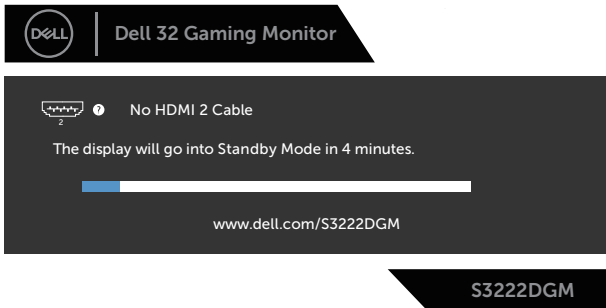 DELL
Dell 32 Gaming Monitor
? No HDMI 2 Cable
2
The display will go into Standby Mode in 4 minutes.
www.dell.com/S3222DGM
S3222DGM